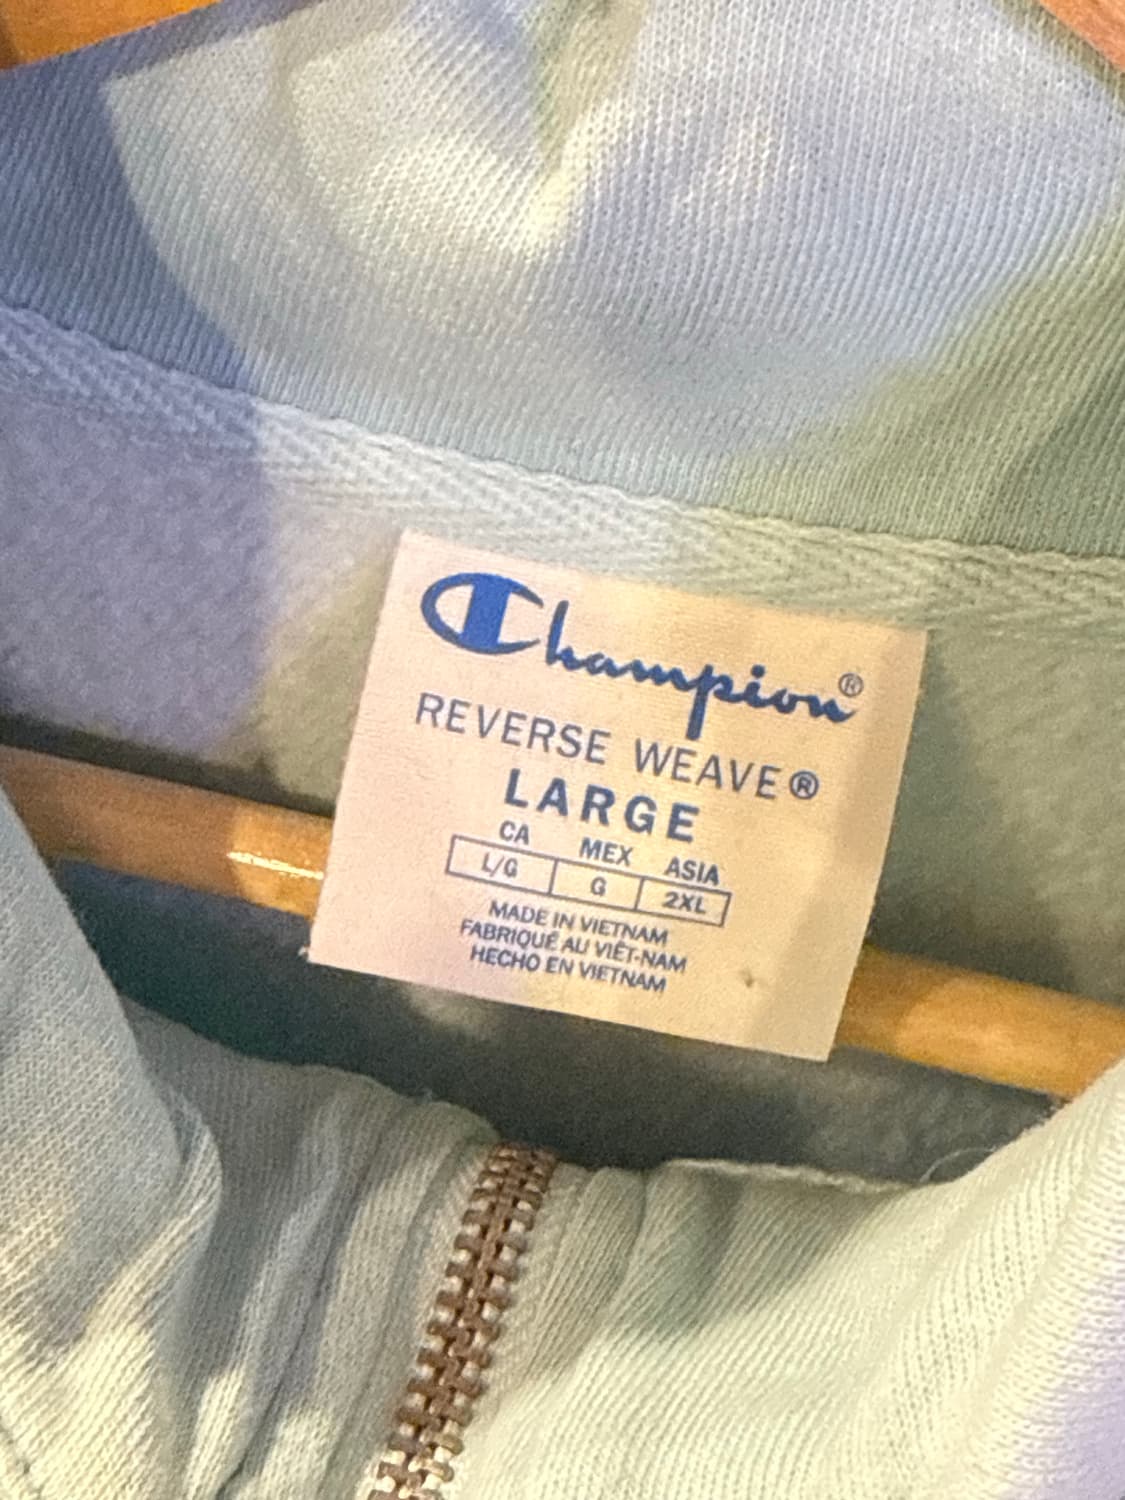 Champion®
REVERSE WEAVE®
LARGE
CA MEX ASIA
L/G G 2XL
MADE IN VIETNAM
FABRIQUÉ AU VIÊT-NAM
HECHO EN VIETNAM